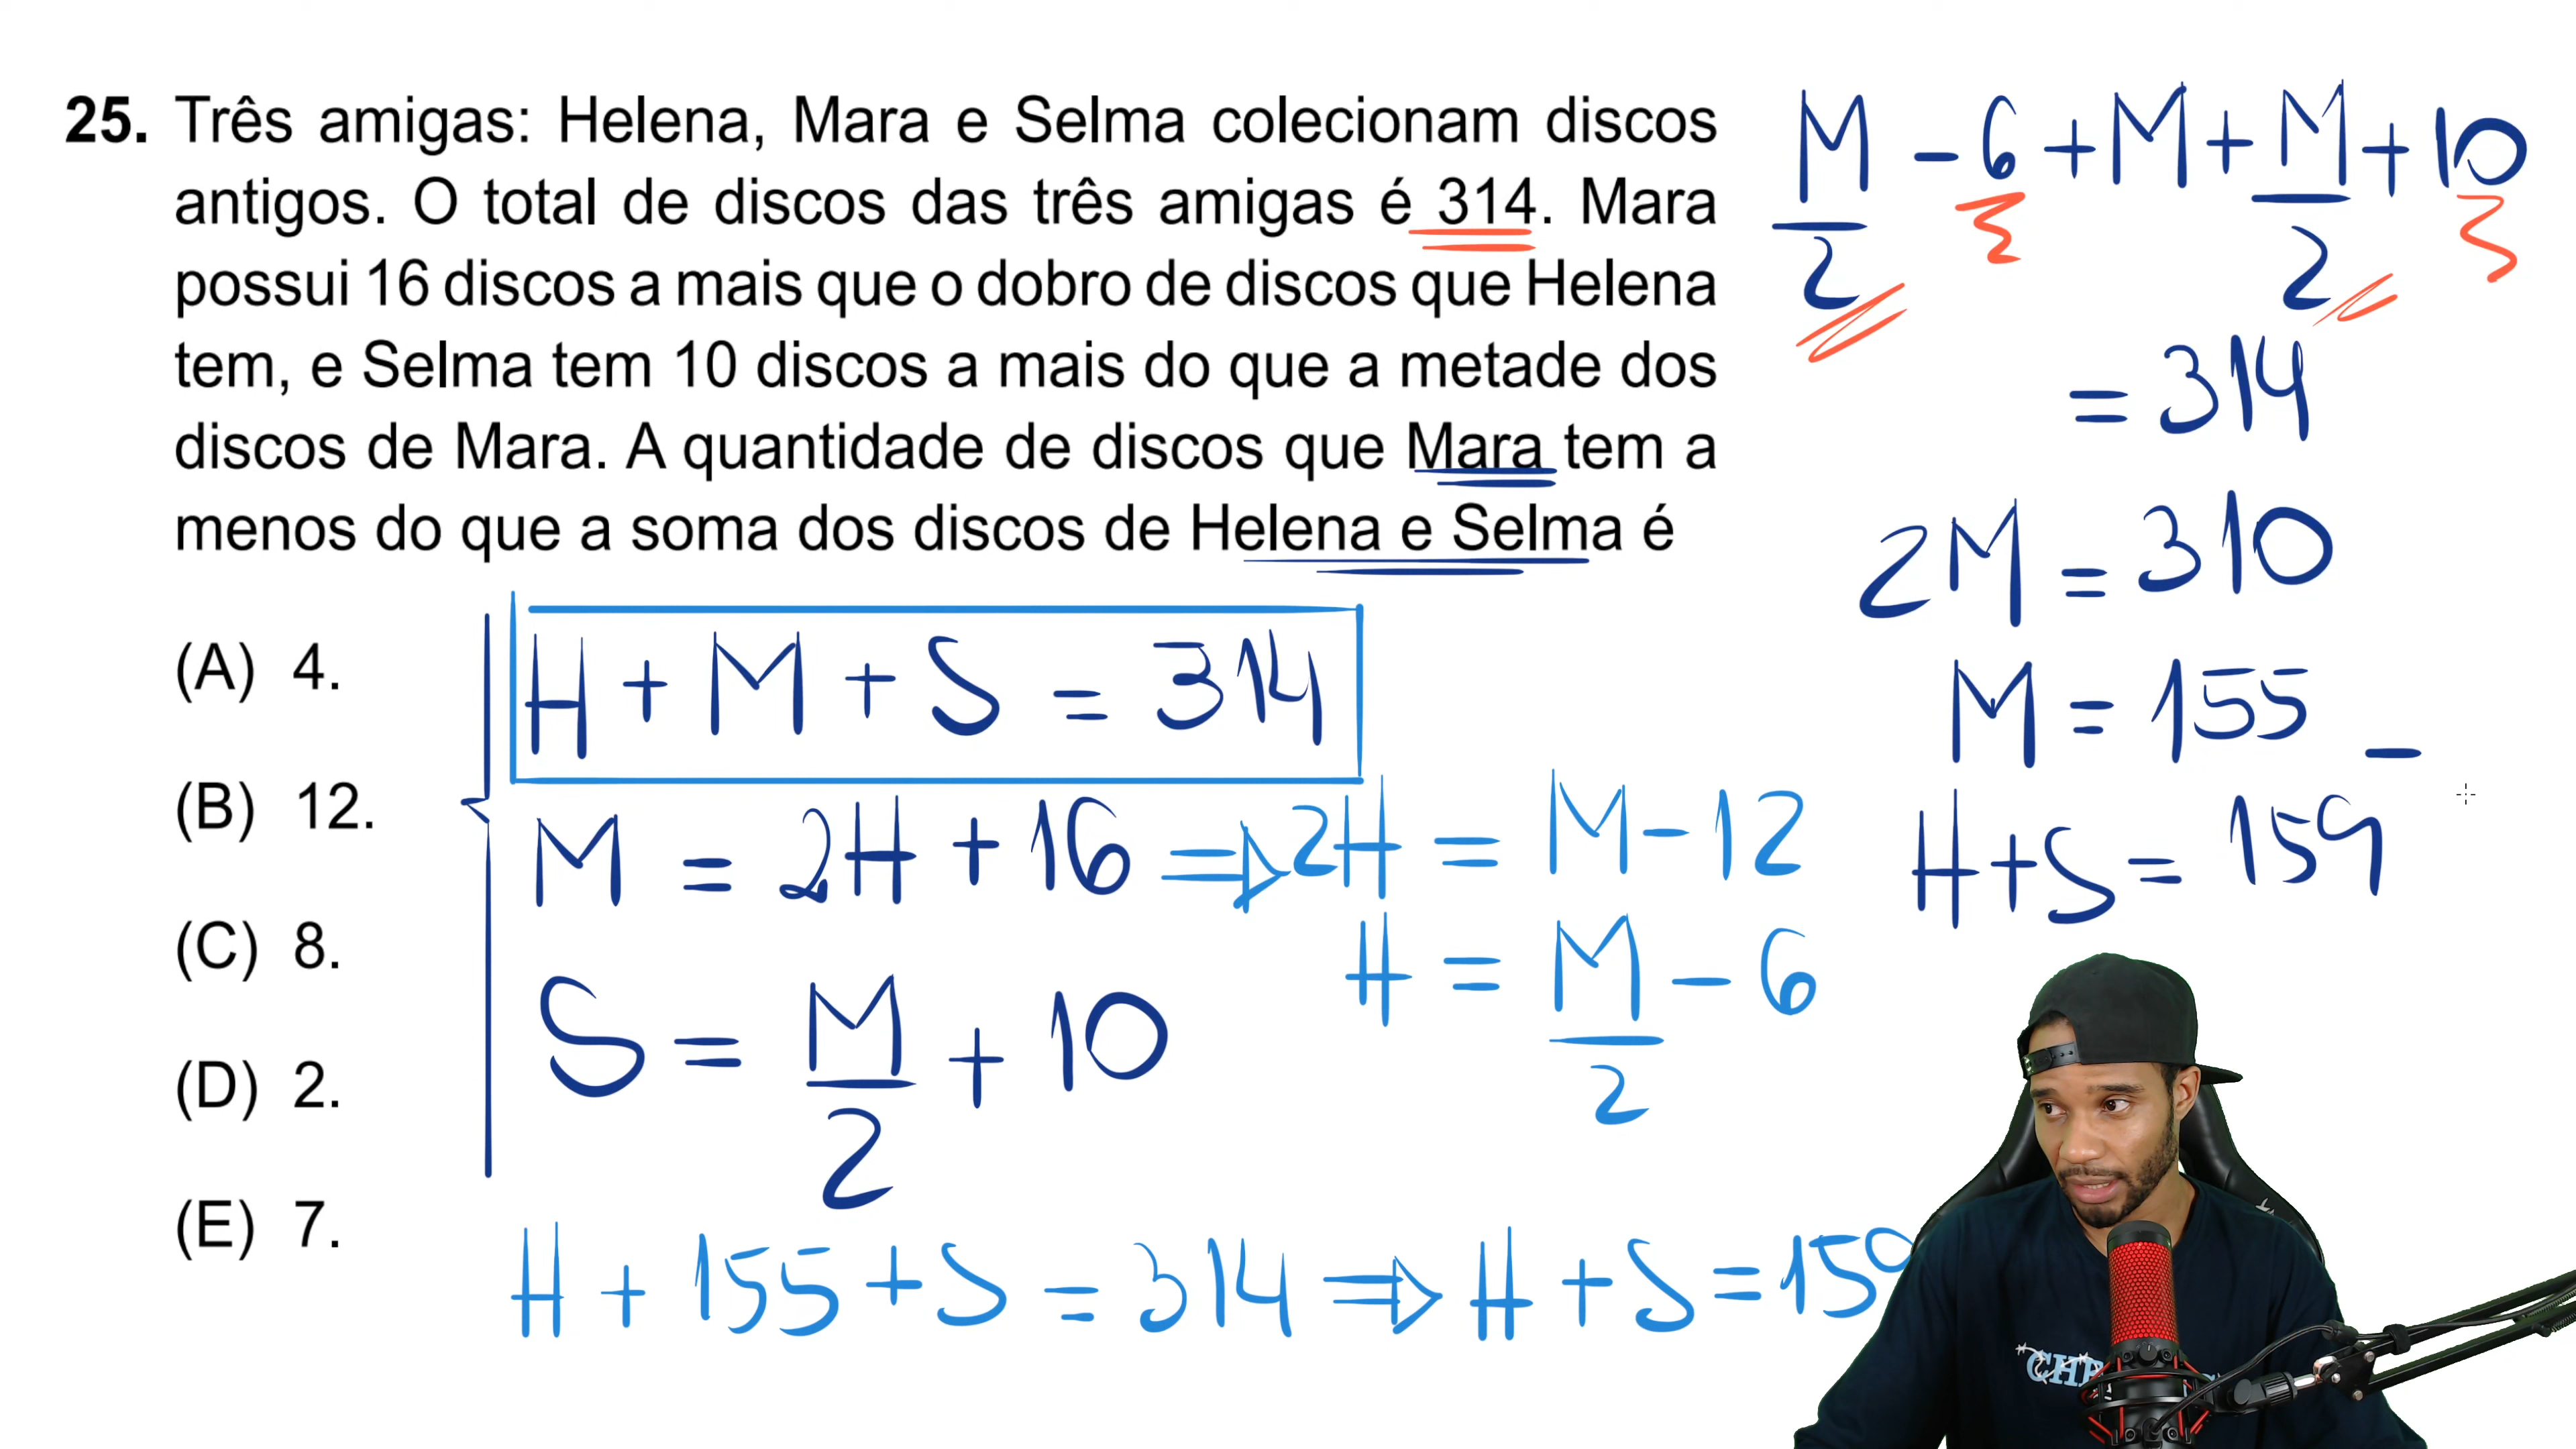 25. Três amigas: Helena, Mara e Selma colecionam discos
antigos. O total de discos das três amigas é 314. Mara
possui 16 discos a mais que o dobro de discos que Helena
tem, e Selma tem 10 discos a mais do que a metade dos
discos de Mara. A quantidade de discos que Mara tem a
menos do que a soma dos discos de Helena e Selma é
(A) 4.
(B) 12.
(C) 8.
(D) 2.
(E) 7.
H + M + S = 314
M = 2H + 16 ⇒ 2H = M - 12
H = M/2 - 6
S = M/2 + 10
H + 155 + S = 314 ⇒ H + S = 159
M/2 - 6 + M + M/2 + 10
= 314
2M = 310
M = 155 -
H + S = 159